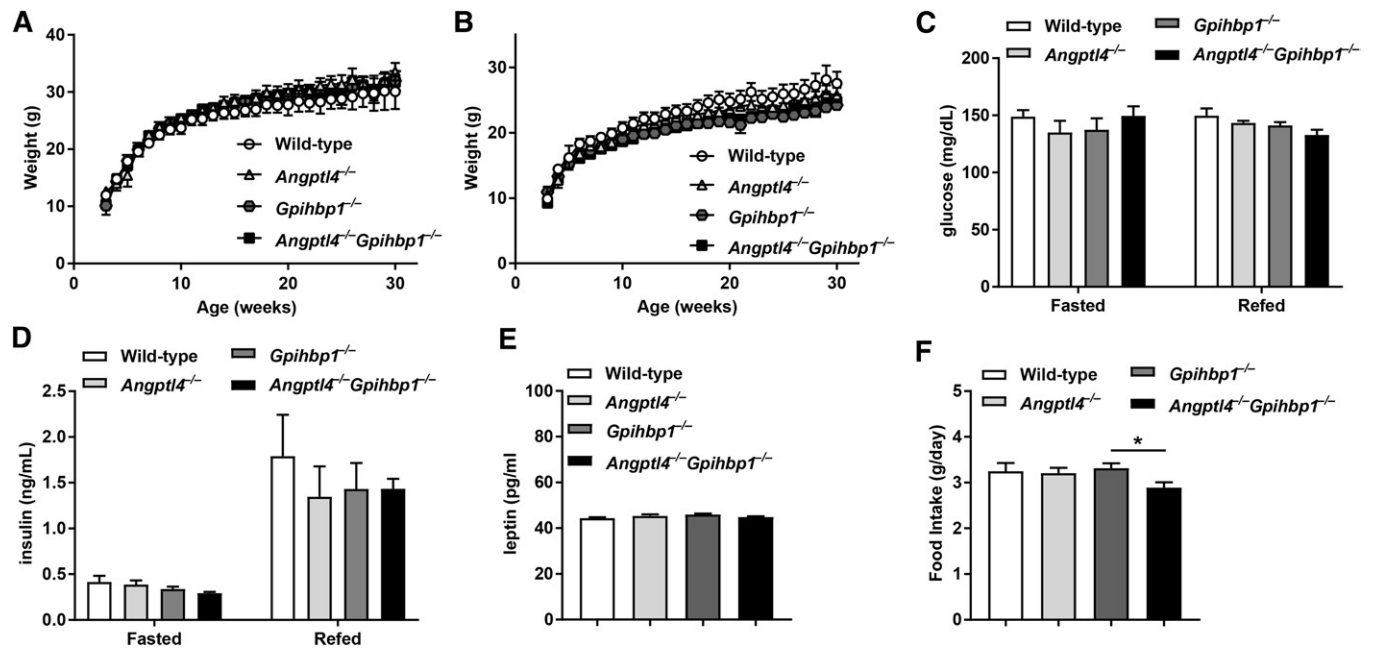 A
Weight (g)
40
30
20
10
0
Wild-type
Angptl4⁻/⁻
Gpihbp1⁻/⁻
Angptl4⁻/⁻Gpihbp1⁻/⁻
0 10 20 30
Age (weeks)
B
Weight (g)
30
20
10
0
Wild-type
Angptl4⁻/⁻
Gpihbp1⁻/⁻
Angptl4⁻/⁻Gpihbp1⁻/⁻
0 10 20 30
Age (weeks)
C
Wild-type Gpihbp1⁻/⁻
Angptl4⁻/⁻ Angptl4⁻/⁻Gpihbp1⁻/⁻
glucose (mg/dL)
200
150
100
50
0
Fasted Refed
D
Wild-type Gpihbp1⁻/⁻
Angptl4⁻/⁻ Angptl4⁻/⁻Gpihbp1⁻/⁻
insulin (ng/mL)
2.5
2.0
1.5
1.0
0.5
0.0
Fasted Refed
E
Wild-type
Angptl4⁻/⁻
Gpihbp1⁻/⁻
Angptl4⁻/⁻Gpihbp1⁻/⁻
leptin (pg/ml)
100
80
60
40
20
0
F
Wild-type Gpihbp1⁻/⁻
Angptl4⁻/⁻ Angptl4⁻/⁻Gpihbp1⁻/⁻
Food Intake (g/day)
5
4
3
2
1
0
*